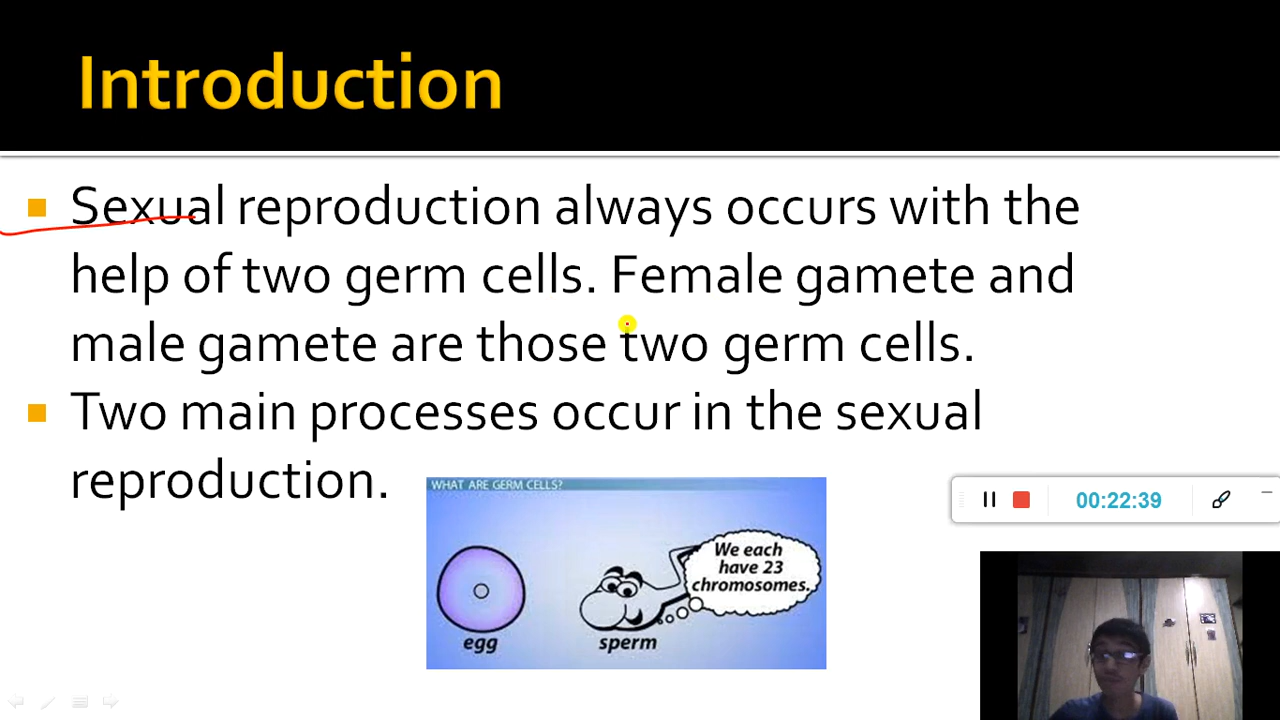 Introduction
Sexual reproduction always occurs with the
help of two germ cells. Female gamete and
male gamete are those two germ cells.
Two main processes occur in the sexual
reproduction.
WHAT ARE GERM CELLS?
We each
have 23
chromosomes.
egg
sperm
00:22:39